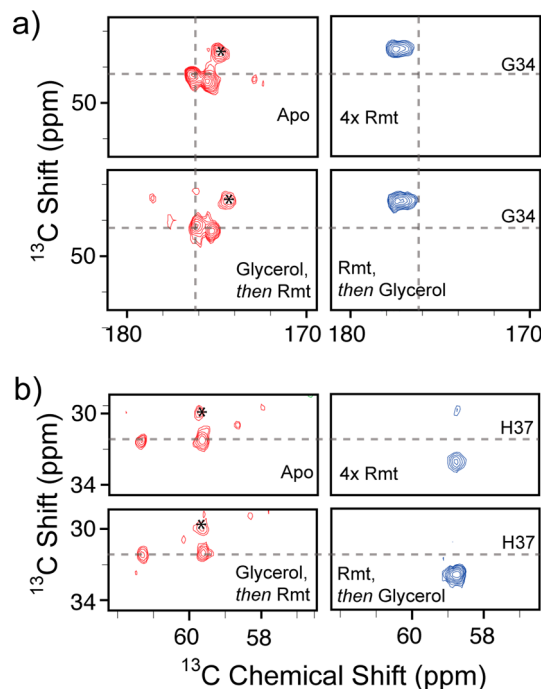 a)
*
G34
50
Apo
4x Rmt
*
G34
50
Glycerol,
then Rmt
Rmt,
then Glycerol
180
170
180
170
13C Shift (ppm)
b)
30
*
H37
34
Apo
4x Rmt
30
*
H37
34
Glycerol,
then Rmt
Rmt,
then Glycerol
60
58
60
58
13C Shift (ppm)
13C Chemical Shift (ppm)